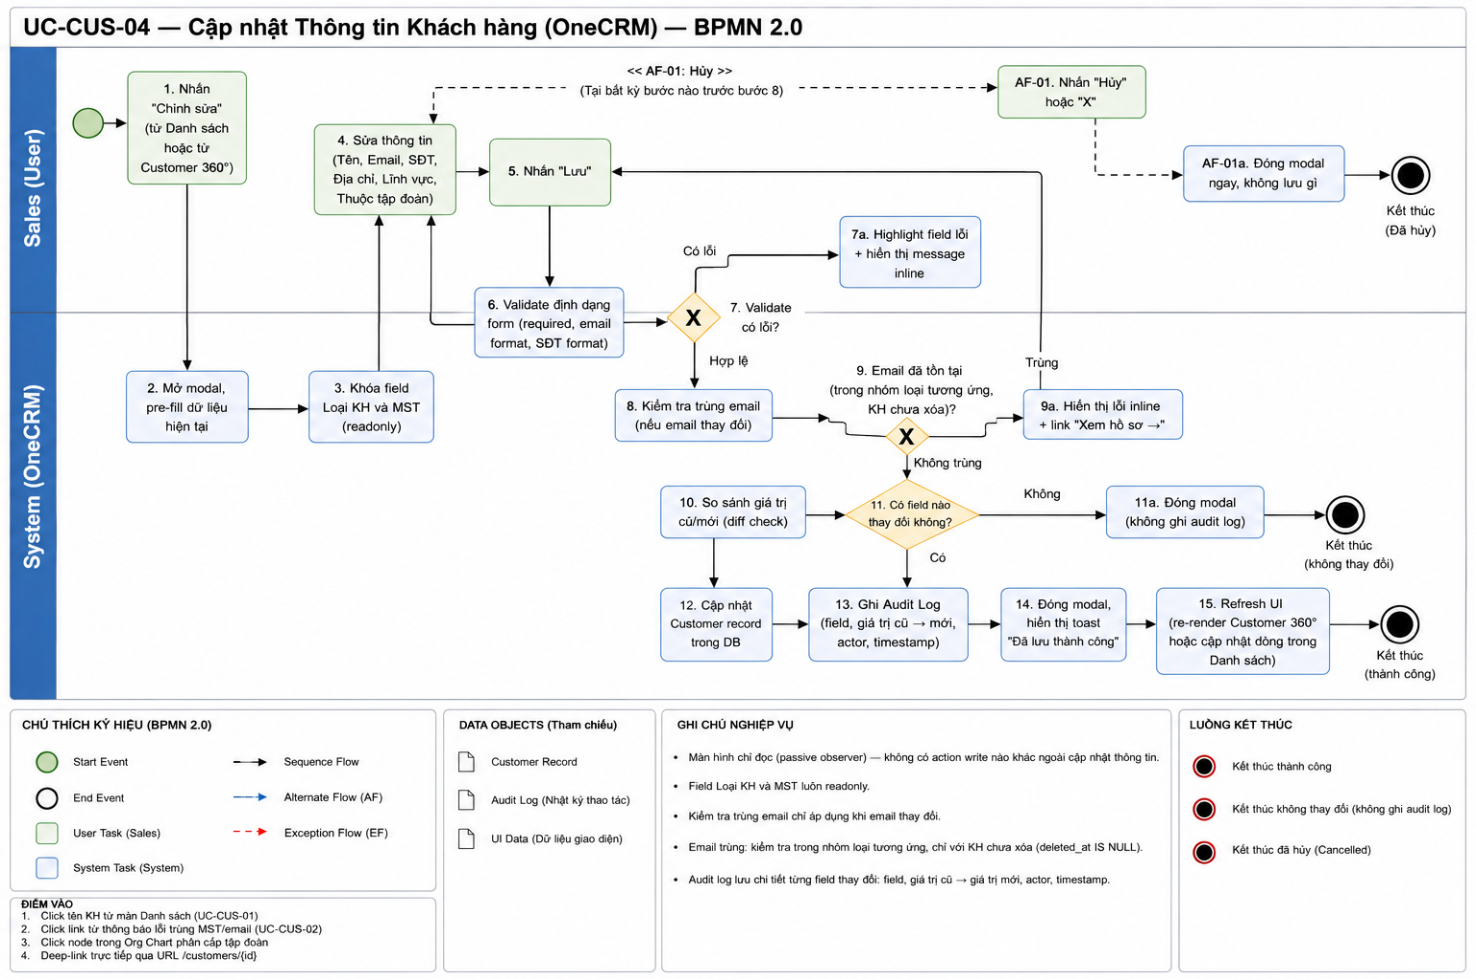 UC-CUS-04 — Cập nhật Thông tin Khách hàng (OneCRM) — BPMN 2.0
Sales (User)
1. Nhấn
"Chỉnh sửa"
(từ Danh sách
hoặc từ
Customer 360°)
<< AF-01: Hủy >>
(Tại bất kỳ bước nào trước bước 8)
AF-01. Nhấn "Hủy"
hoặc "X"
4. Sửa thông tin
(Tên, Email, SĐT,
Địa chỉ, Lĩnh vực,
Thuộc tập đoàn)
5. Nhấn "Lưu"
AF-01a. Đóng modal
ngay, không lưu gì
Kết thúc
(Đã hủy)
7a. Highlight field lỗi
+ hiển thị message
inline
Có lỗi
6. Validate định dạng
form (required, email
format, SĐT format)
X
7. Validate
có lỗi?
Hợp lệ
System (OneCRM)
2. Mở modal,
pre-fill dữ liệu
hiện tại
3. Khóa field
Loại KH và MST
(readonly)
8. Kiểm tra trùng email
(nếu email thay đổi)
9. Email đã tồn tại
(trong nhóm loại tương ứng,
KH chưa xóa)?
X
Trùng
9a. Hiển thị lỗi inline
+ link "Xem hồ sơ →"
Không trùng
10. So sánh giá trị
cũ/mới (diff check)
11. Có field nào
thay đổi không?
Không
11a. Đóng modal
(không ghi audit log)
Kết thúc
(không thay đổi)
Có
12. Cập nhật
Customer record
trong DB
13. Ghi Audit Log
(field, giá trị cũ → mới,
actor, timestamp)
14. Đóng modal,
hiển thị toast
"Đã lưu thành công"
15. Refresh UI
(re-render Customer 360°
hoặc cập nhật dòng trong
Danh sách)
Kết thúc
(thành công)
CHÚ THÍCH KÝ HIỆU (BPMN 2.0)
Start Event
Sequence Flow
End Event
Alternate Flow (AF)
User Task (Sales)
Exception Flow (EF)
System Task (System)
ĐIỂM VÀO
1. Click tên KH từ màn Danh sách (UC-CUS-01)
2. Click link từ thông báo lỗi trùng MST/email (UC-CUS-02)
3. Click node trong Org Chart phân cấp tập đoàn
4. Deep-link trực tiếp qua URL /customers/{id}
DATA OBJECTS (Tham chiếu)
Customer Record
Audit Log (Nhật ký thao tác)
UI Data (Dữ liệu giao diện)
GHI CHÚ NGHIỆP VỤ
• Màn hình chỉ đọc (passive observer) — không có action write nào khác ngoài cập nhật thông tin.
• Field Loại KH và MST luôn readonly.
• Kiểm tra trùng email chỉ áp dụng khi email thay đổi.
• Email trùng: kiểm tra trong nhóm loại tương ứng, chỉ với KH chưa xóa (deleted_at IS NULL).
• Audit log lưu chi tiết từng field thay đổi: field, giá trị cũ → giá trị mới, actor, timestamp.
LUỒNG KẾT THÚC
Kết thúc thành công
Kết thúc không thay đổi (không ghi audit log)
Kết thúc đã hủy (Cancelled)